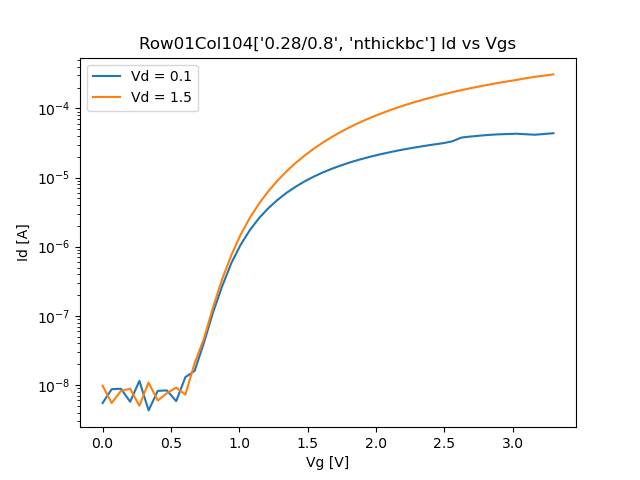 Row01Col104['0.28/0.8', 'nthickbc'] Id vs Vgs
Vd = 0.1
Vd = 1.5
Id [A]
10⁻⁴
10⁻⁵
10⁻⁶
10⁻⁷
10⁻⁸
0.0 0.5 1.0 1.5 2.0 2.5 3.0
Vg [V]